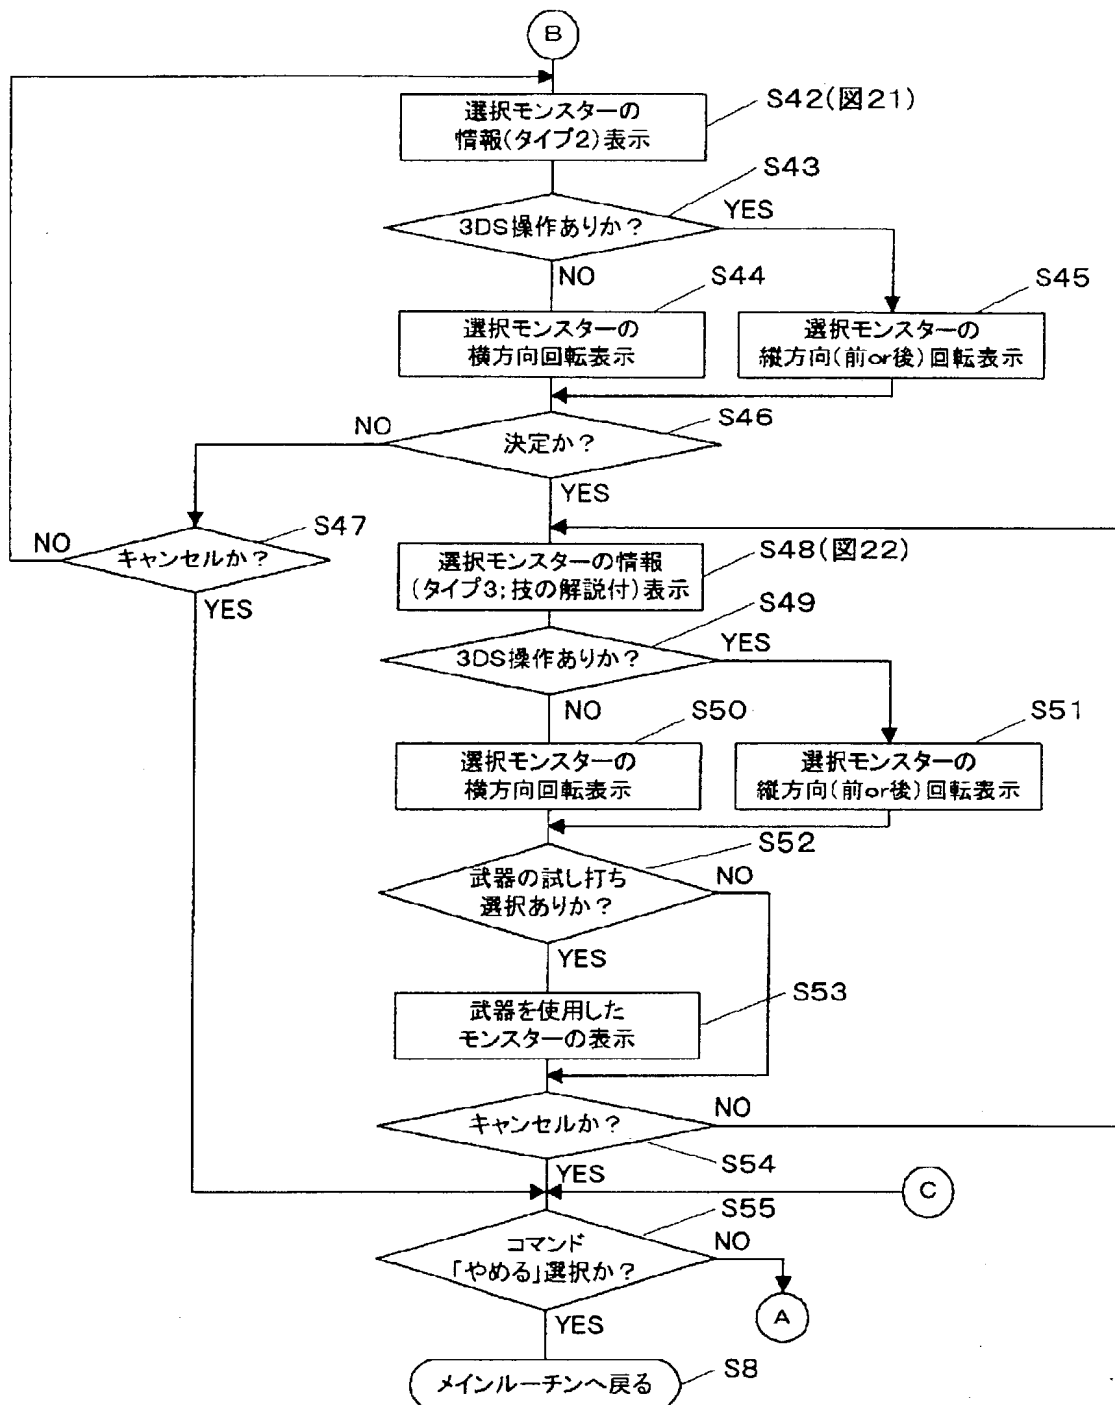 B
選択モンスターの
情報(タイプ2)表示
S42(図21)
S43
3DS操作ありか?
YES
NO
S44
選択モンスターの
横方向回転表示
S45
選択モンスターの
縦方向(前or後)回転表示
S46
決定か?
NO
YES
S47
キャンセルか?
NO
YES
選択モンスターの情報
(タイプ3;技の解説付)表示
S48(図22)
S49
3DS操作ありか?
YES
NO
S50
選択モンスターの
横方向回転表示
S51
選択モンスターの
縦方向(前or後)回転表示
S52
武器の試し打ち
選択ありか?
NO
YES
S53
武器を使用した
モンスターの表示
キャンセルか?
NO
S54
YES
C
S55
コマンド
「やめる」選択か?
NO
A
YES
メインルーチンへ戻る
S8